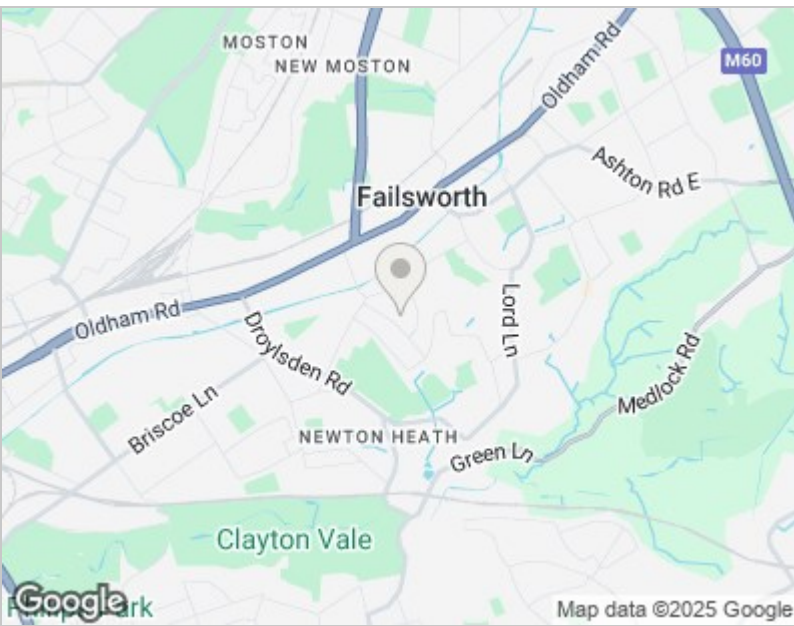 MOSTON
NEW MOSTON
Oldham Rd
M60
Ashton Rd E
Failsworth
Oldham Rd
Lord Ln
Droylsden Rd
Medlock Rd
Briscoe Ln
NEWTON HEATH
Green Ln
Clayton Vale
Google
Map data ©2025 Google